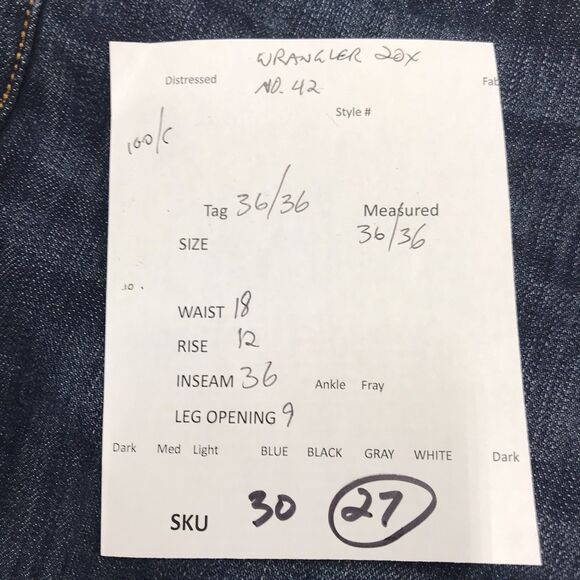 WRANGLER 20X
Distressed NO. 42 Fab
Style #
100/C
Tag 36/36 Measured
SIZE 36/36
.10 .
WAIST 18
RISE 12
INSEAM 36 Ankle Fray
LEG OPENING 9
Dark Med Light BLUE BLACK GRAY WHITE Dark
SKU 30 27